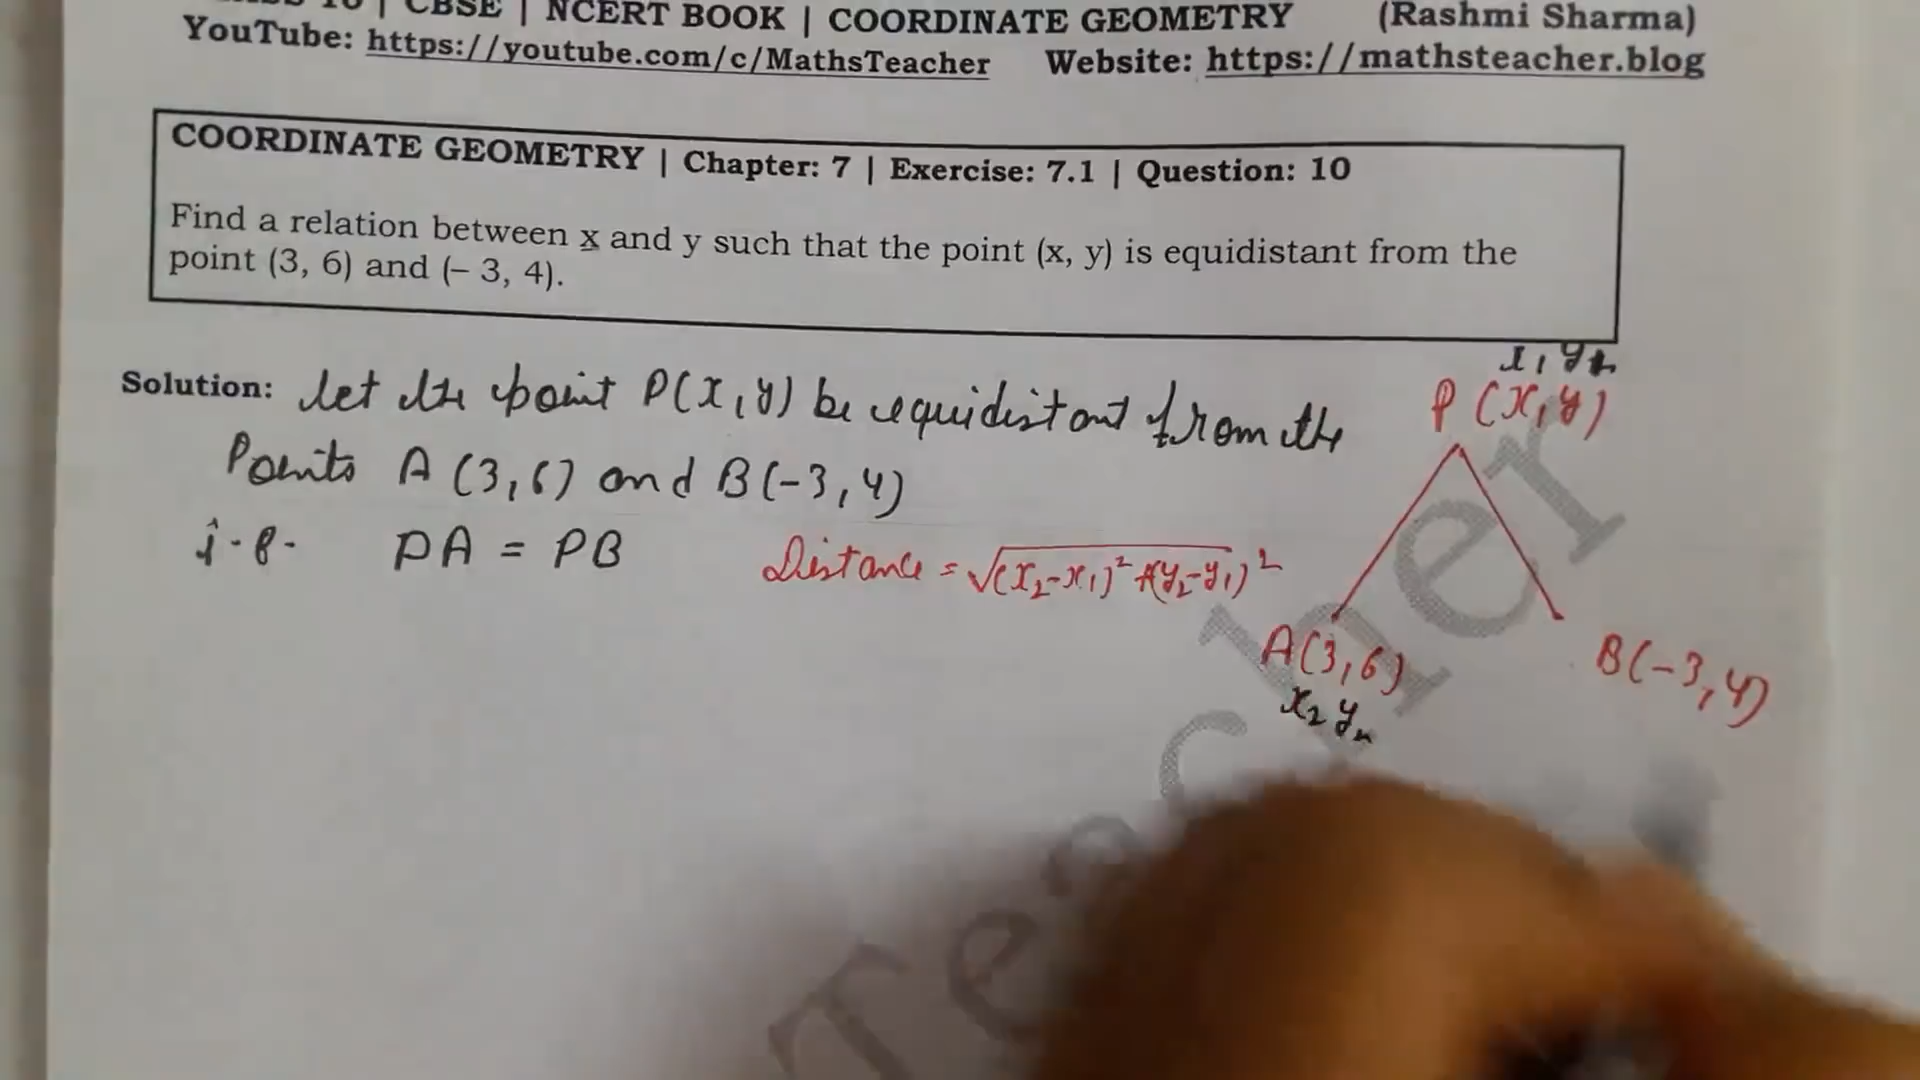 10 | CBSE | NCERT BOOK | COORDINATE GEOMETRY (Rashmi Sharma)
YouTube: https://youtube.com/c/MathsTeacher Website: https://mathsteacher.blog
COORDINATE GEOMETRY | Chapter: 7 | Exercise: 7.1 | Question: 10
Find a relation between x and y such that the point (x, y) is equidistant from the
point (3, 6) and (– 3, 4).
x₁ y₁
Solution: let the point P(x, y) be equidistant from the
P (x, y)
Points A (3, 6) and B(-3, 4)
i.e. PA = PB
Distance = √(x₂-x₁)² +(y₂-y₁)²
A(3,6)
B(-3,4)
x₂ y₂
Teacher